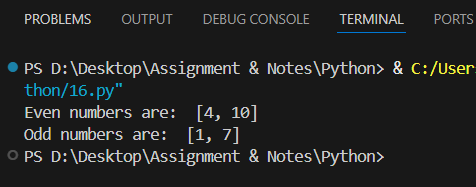 PROBLEMS OUTPUT DEBUG CONSOLE TERMINAL PORTS
PS D:\Desktop\Assignment & Notes\Python> & C:/User
thon/16.py"
Even numbers are:  [4, 10]
Odd numbers are:  [1, 7]
PS D:\Desktop\Assignment & Notes\Python>